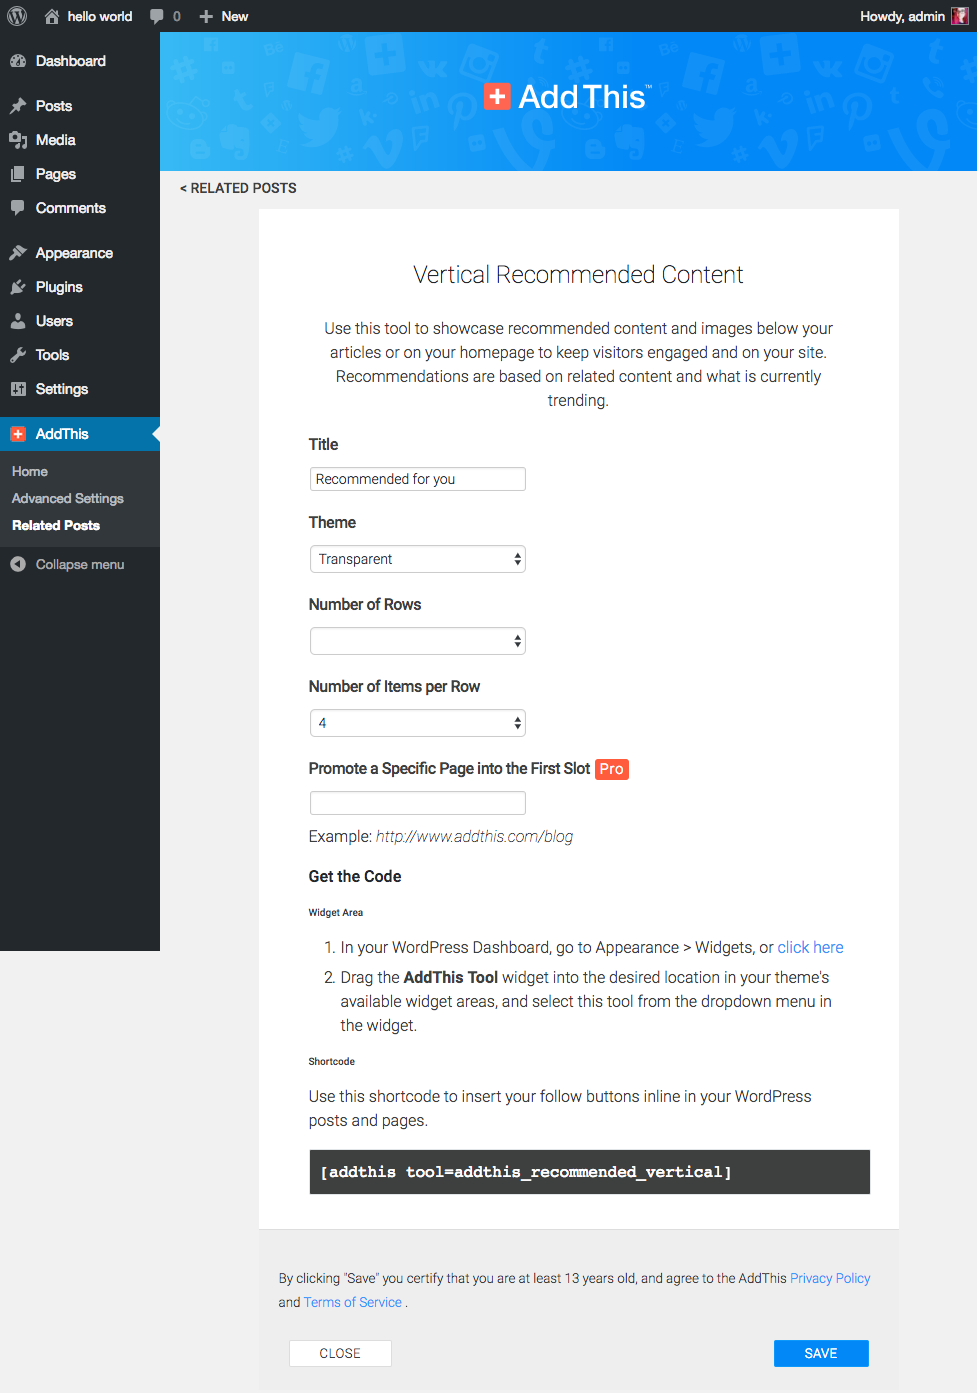 hello world 0 New Howdy, admin
Dashboard
Posts
Media
Pages
Comments
Appearance
Plugins
Users
Tools
Settings
AddThis
Home
Advanced Settings
Related Posts
Collapse menu
AddThis™
< RELATED POSTS
Vertical Recommended Content
Use this tool to showcase recommended content and images below your
articles or on your homepage to keep visitors engaged and on your site.
Recommendations are based on related content and what is currently
trending.
Title
Recommended for you
Theme
Transparent
Number of Rows
Number of Items per Row
4
Promote a Specific Page into the First Slot Pro
Example: http://www.addthis.com/blog
Get the Code
Widget Area
1. In your WordPress Dashboard, go to Appearance > Widgets, or click here
2. Drag the AddThis Tool widget into the desired location in your theme's
available widget areas, and select this tool from the dropdown menu in
the widget.
Shortcode
Use this shortcode to insert your follow buttons inline in your WordPress
posts and pages.
[addthis tool=addthis_recommended_vertical]
By clicking "Save" you certify that you are at least 13 years old, and agree to the AddThis Privacy Policy
and Terms of Service .
CLOSE
SAVE